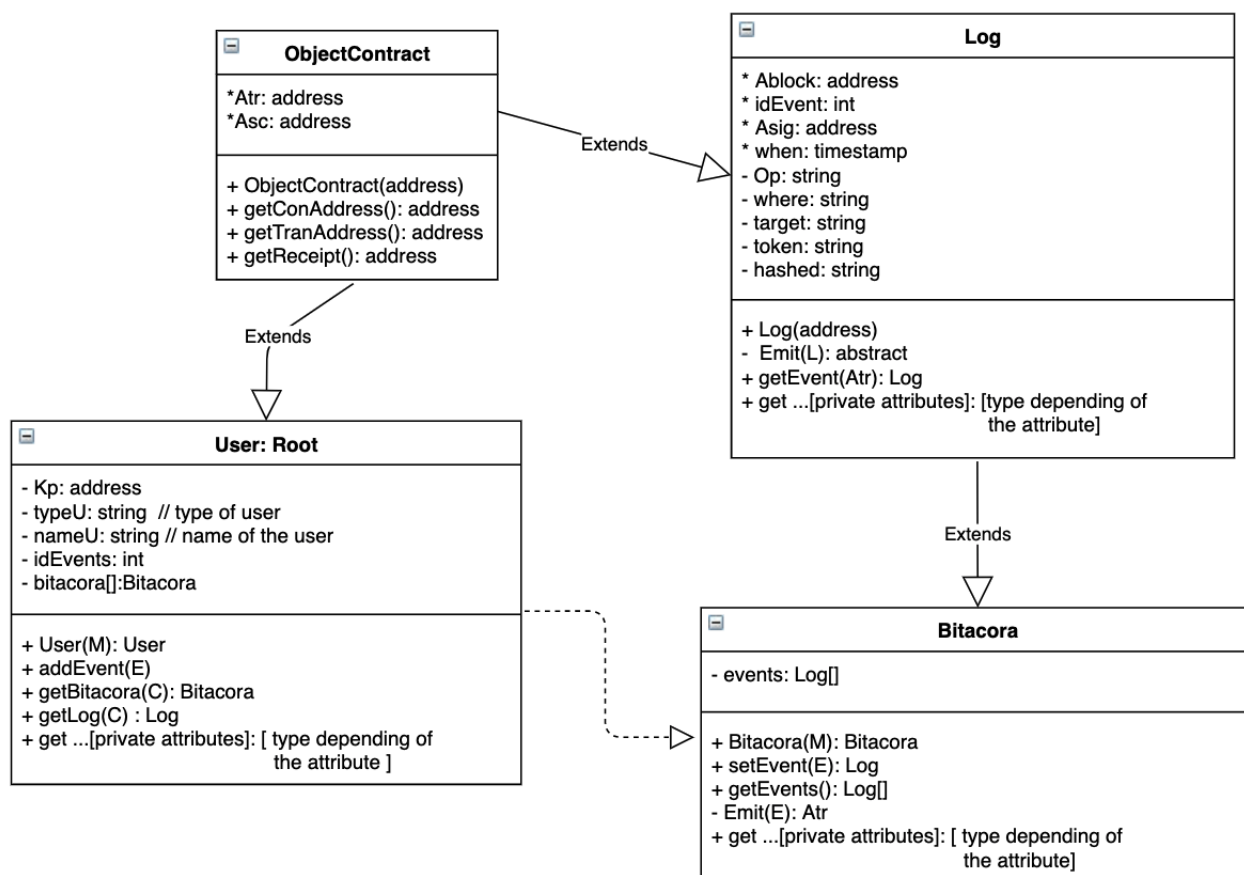 ObjectContract
*Atr: address
*Asc: address
+ ObjectContract(address)
+ getConAddress(): address
+ getTranAddress(): address
+ getReceipt(): address
Extends
Log
* Ablock: address
* idEvent: int
* Asig: address
* when: timestamp
- Op: string
- where: string
- target: string
- token: string
- hashed: string
+ Log(address)
- Emit(L): abstract
+ getEvent(Atr): Log
+ get ...[private attributes]: [type depending of
the attribute]
Extends
User: Root
- Kp: address
- typeU: string // type of user
- nameU: string // name of the user
- idEvents: int
- bitacora[]:Bitacora
+ User(M): User
+ addEvent(E)
+ getBitacora(C): Bitacora
+ getLog(C) : Log
+ get ...[private attributes]: [ type depending of
the attribute ]
Extends
Bitacora
- events: Log[]
+ Bitacora(M): Bitacora
+ setEvent(E): Log
+ getEvents(): Log[]
- Emit(E): Atr
+ get ...[private attributes]: [ type depending of
the attribute]